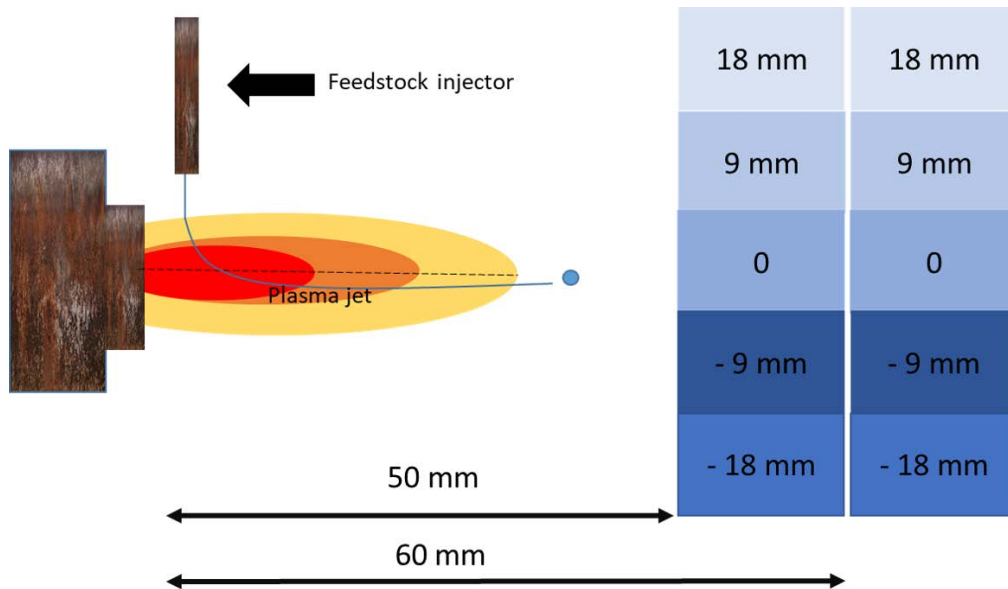 Feedstock injector
Plasma jet
18 mm 18 mm
9 mm 9 mm
0 0
- 9 mm - 9 mm
- 18 mm - 18 mm
50 mm
60 mm